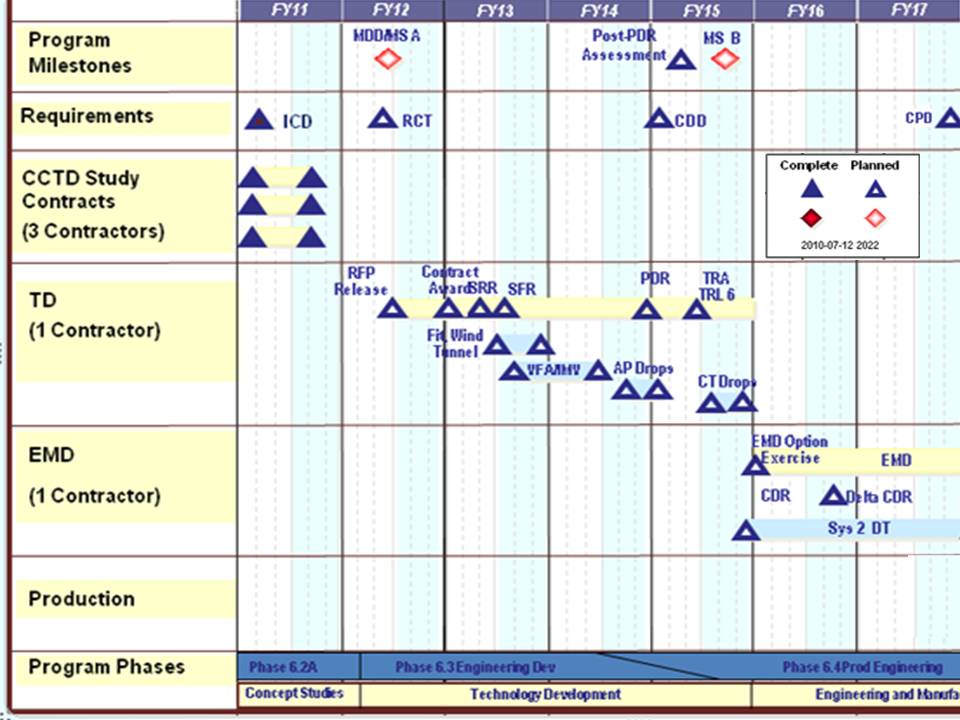 FY11 FY12 FY13 FY14 FY15 FY16 FY17
Program
Milestones
MDD/MS A
Post-PDR
Assessment
MS B
Requirements
ICD
RCT
CDD
CPD
CCTD Study
Contracts
(3 Contractors)
Complete Planned
2010-07-12 2022
TD
(1 Contractor)
RFP
Release
Contract
Award
SRR
SFR
PDR
TRA
TRL 6
Wind
Tunnel
AP Drops
CT Drops
EMD
(1 Contractor)
EMD Option
Exercise
EMD
CDR
Delta CDR
Sys 2 DT
Production
Program Phases
Phase 6.2A
Phase 6.3 Engineering Dev
Phase 6.4 Prod Engineering
Concept Studies
Technology Development
Engineering and Manufa